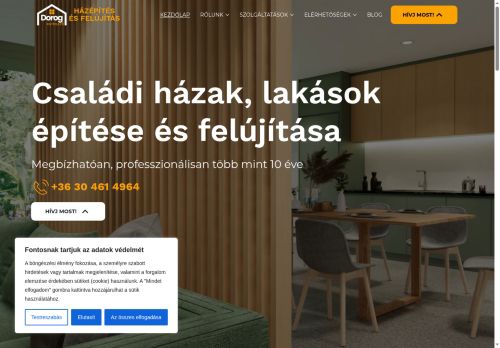 Dorog
HÁZÉPÍTÉS
ÉS FELÚJÍTÁS
KEZDŐLAP
RÓLUNK
SZOLGÁLTATÁSOK
ELÉRHETŐSÉGEK
BLOG
HÍVJ MOST!
Családi házak, lakások
építése és felújítása
Megbízhatóan, professzionálisan több mint 10 éve
+36 30 461 4964
HÍVJ MOST!
Fontosnak tartjuk az adatok védelmét
A böngészési élmény fokozása, a személyre szabott
hirdetések vagy tartalmak megjelenítése, valamint a forgalom
elemzése érdekében sütiket (cookie) használunk. A "Mindet
elfogadom" gombra kattintva hozzájárulhat a sütik
használatához.
Testreszabás
Elutasít
Az összes elfogadása